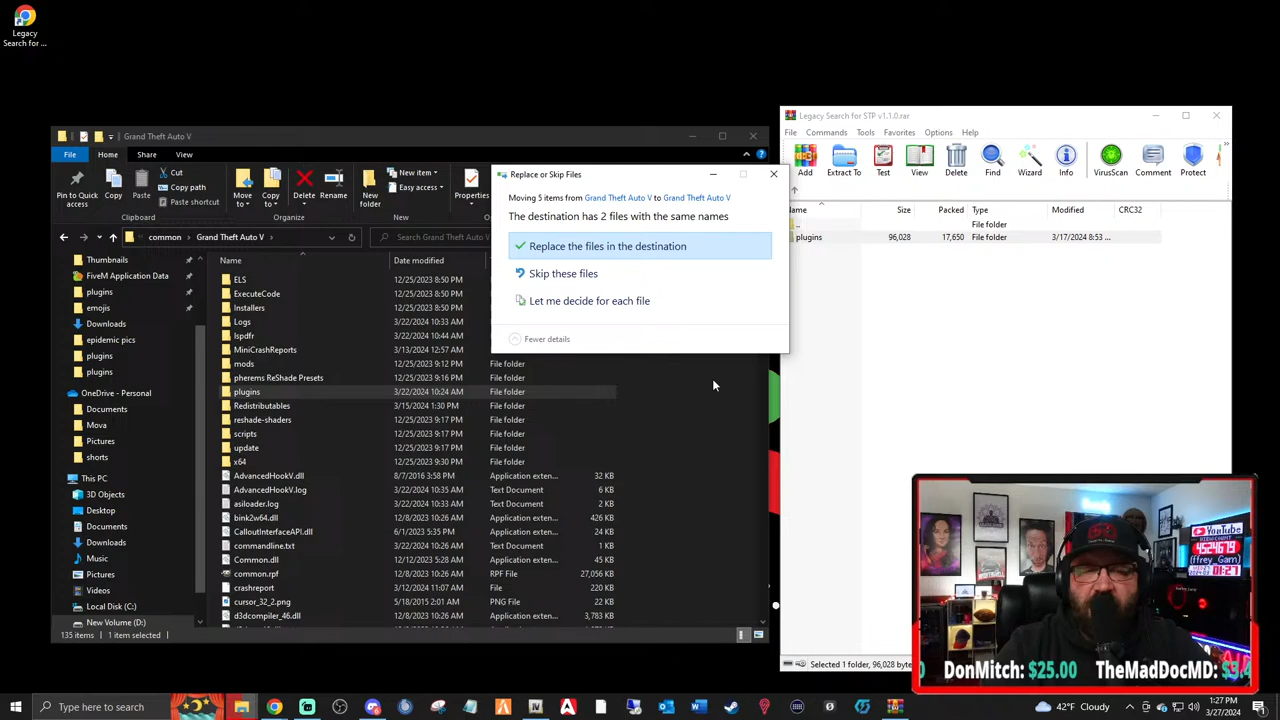 Legacy
Search for ...
Grand Theft Auto V
File
Home
Share
View
Pin to Quick
access
Copy
Paste
Cut
Copy path
Paste shortcut
Move
to
Copy
to
Delete
Rename
New
folder
New item
Easy access
Properties
Organize
New
common
Grand Theft Auto V
Search Grand Theft Auto V
Thumbnails
FiveM Application Data
plugins
emojis
Downloads
epidemic pics
plugins
plugins
OneDrive - Personal
Documents
Mova
Pictures
shorts
This PC
3D Objects
Desktop
Documents
Downloads
Music
Pictures
Videos
Local Disk (C:)
New Volume (D:)
Name
Date modified
ELS 12/25/2023 8:50 PM
ExecuteCode 12/25/2023 8:50 PM
Installers 12/25/2023 8:50 PM
Logs 3/22/2024 10:33 AM
lspdfr 3/22/2024 10:44 AM
MiniCrashReports 3/13/2024 12:57 AM
mods 12/25/2023 9:12 PM File folder
pherems ReShade Presets 12/25/2023 9:16 PM File folder
plugins 3/22/2024 10:24 AM File folder
Redistributables 3/15/2024 1:30 PM File folder
reshade-shaders 12/25/2023 9:17 PM File folder
scripts 12/25/2023 9:17 PM File folder
update 12/25/2023 9:17 PM File folder
x64 12/25/2023 9:30 PM File folder
AdvancedHookV.dll 8/7/2016 3:58 PM Application exten... 32 KB
AdvancedHookV.log 3/22/2024 10:35 AM Text Document 6 KB
asiloader.log 3/22/2024 10:33 AM Text Document 2 KB
bink2w64.dll 12/8/2023 10:26 AM Application exten... 426 KB
CalloutInterfaceAPI.dll 6/1/2023 5:35 PM Application exten... 24 KB
commandline.txt 3/22/2024 10:26 AM Text Document 1 KB
Common.dll 12/12/2023 5:28 AM Application exten... 45 KB
common.rpf 12/8/2023 10:26 AM RPF File 27,056 KB
crashreport 3/12/2024 11:07 AM File 220 KB
cursor_32_2.png 5/18/2015 2:01 AM PNG File 22 KB
d3dcompiler_46.dll 12/8/2023 10:26 AM Application exten... 3,783 KB
135 items
1 item selected
Replace or Skip Files
Moving 5 items from Grand Theft Auto V to Grand Theft Auto V
The destination has 2 files with the same names
Replace the files in the destination
Skip these files
Let me decide for each file
Fewer details
Legacy Search for STP v1.1.0.rar
File Commands Tools Favorites Options Help
Add Extract To Test View Delete Find Wizard Info VirusScan Comment Protect
Name Size Packed Type Modified CRC32
.. File folder
plugins 96,028 17,650 File folder 3/17/2024 8:53 ...
Selected 1 folder, 96,028 byte
YouTube
VIEW COUNT
4524679
01:27
DonMitch: $25.00 TheMadDocMD:
Type here to search
42°F Cloudy
1:27 PM
3/27/2024